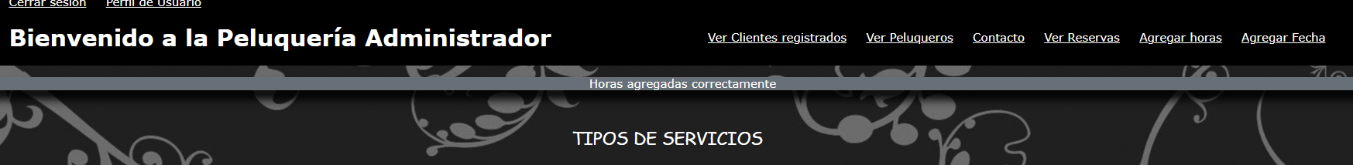 Cerrar sesión Perfil de Usuario
Bienvenido a la Peluquería Administrador
Ver Clientes registrados Ver Peluqueros Contacto Ver Reservas Agregar horas Agregar Fecha
Horas agregadas correctamente
TIPOS DE SERVICIOS